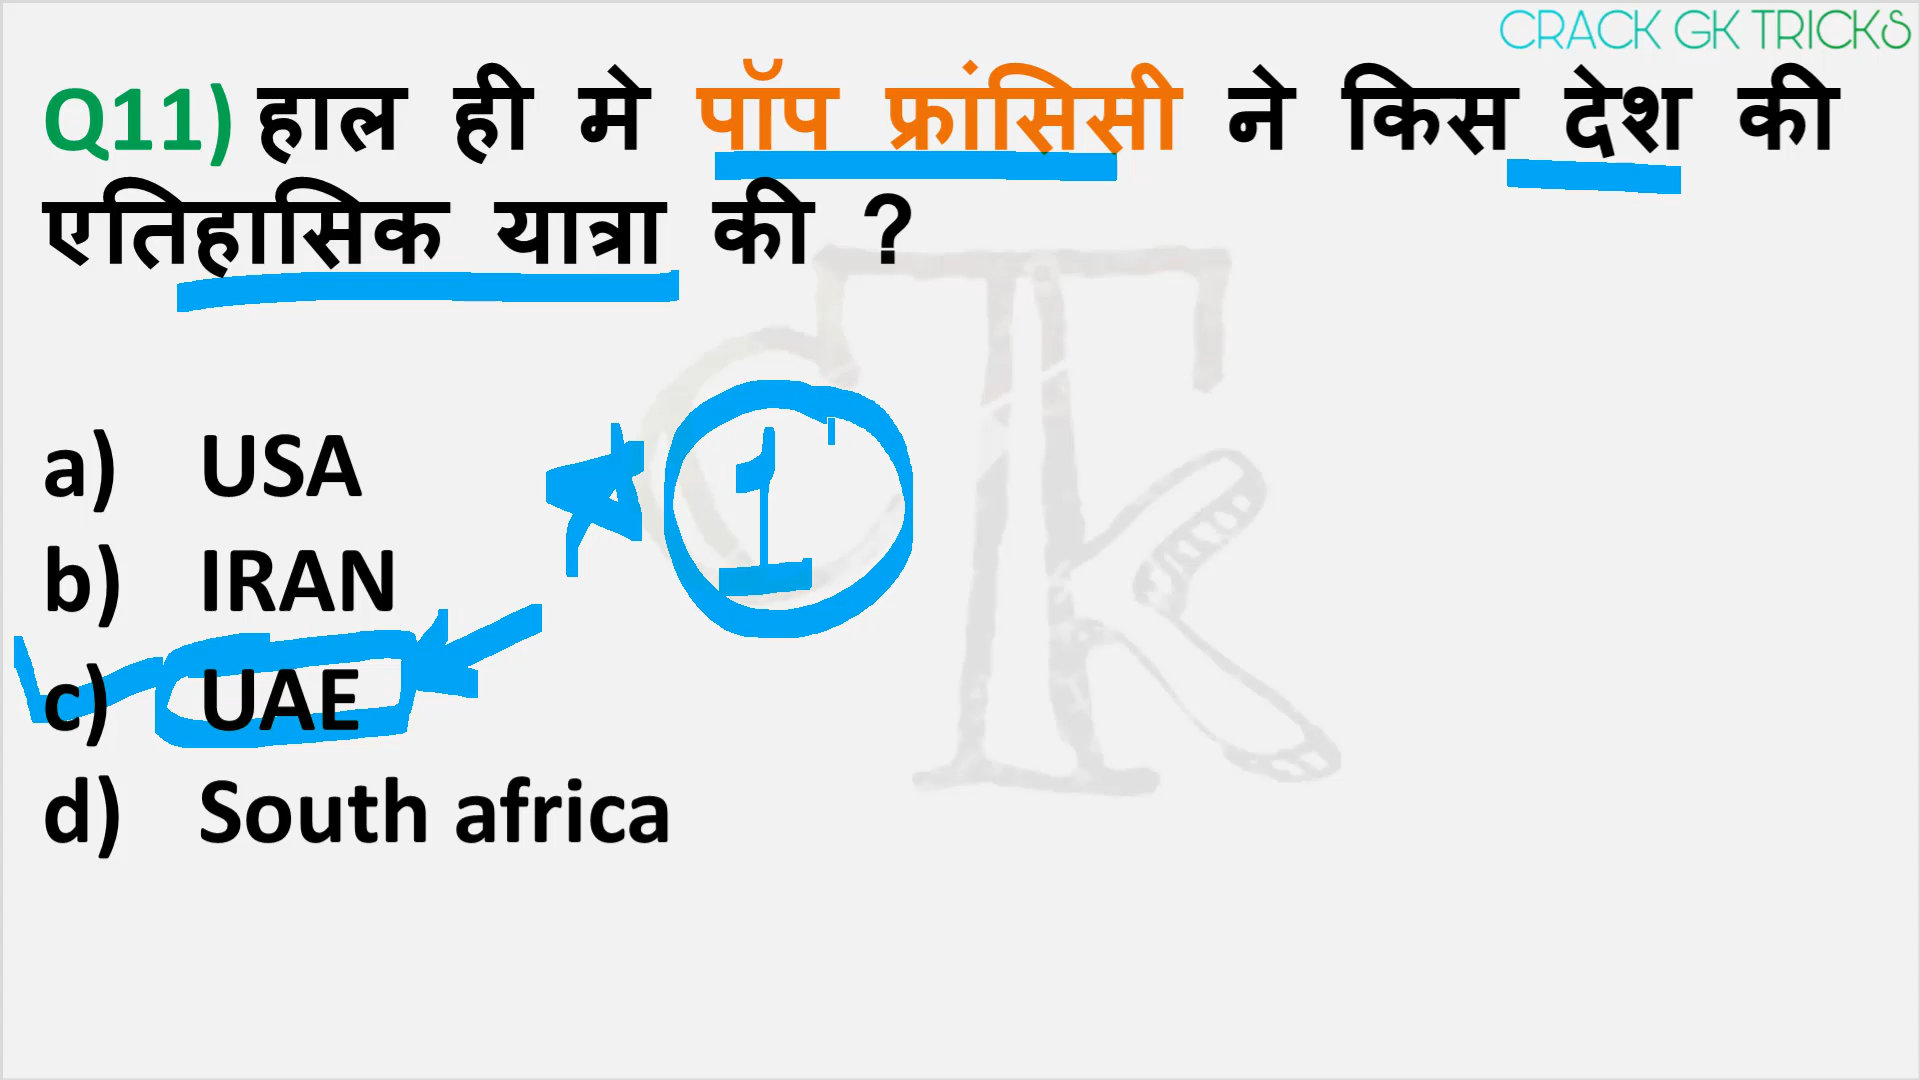 CRACK GK TRICKS
Q11) हाल ही मे पॉप फ्रांसिसी ने किस देश की
एतिहासिक यात्रा की ?
1
a) USA
b) IRAN
c) UAE
d) South africa